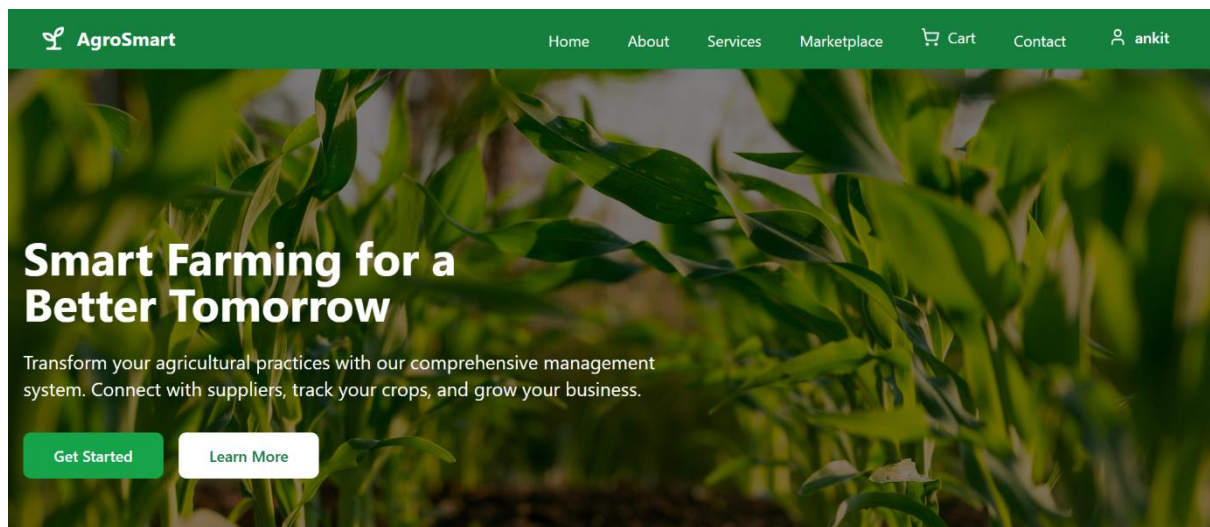 AgroSmart
Home About Services Marketplace Cart Contact ankit
Smart Farming for a
Better Tomorrow
Transform your agricultural practices with our comprehensive management
system. Connect with suppliers, track your crops, and grow your business.
Get Started Learn More